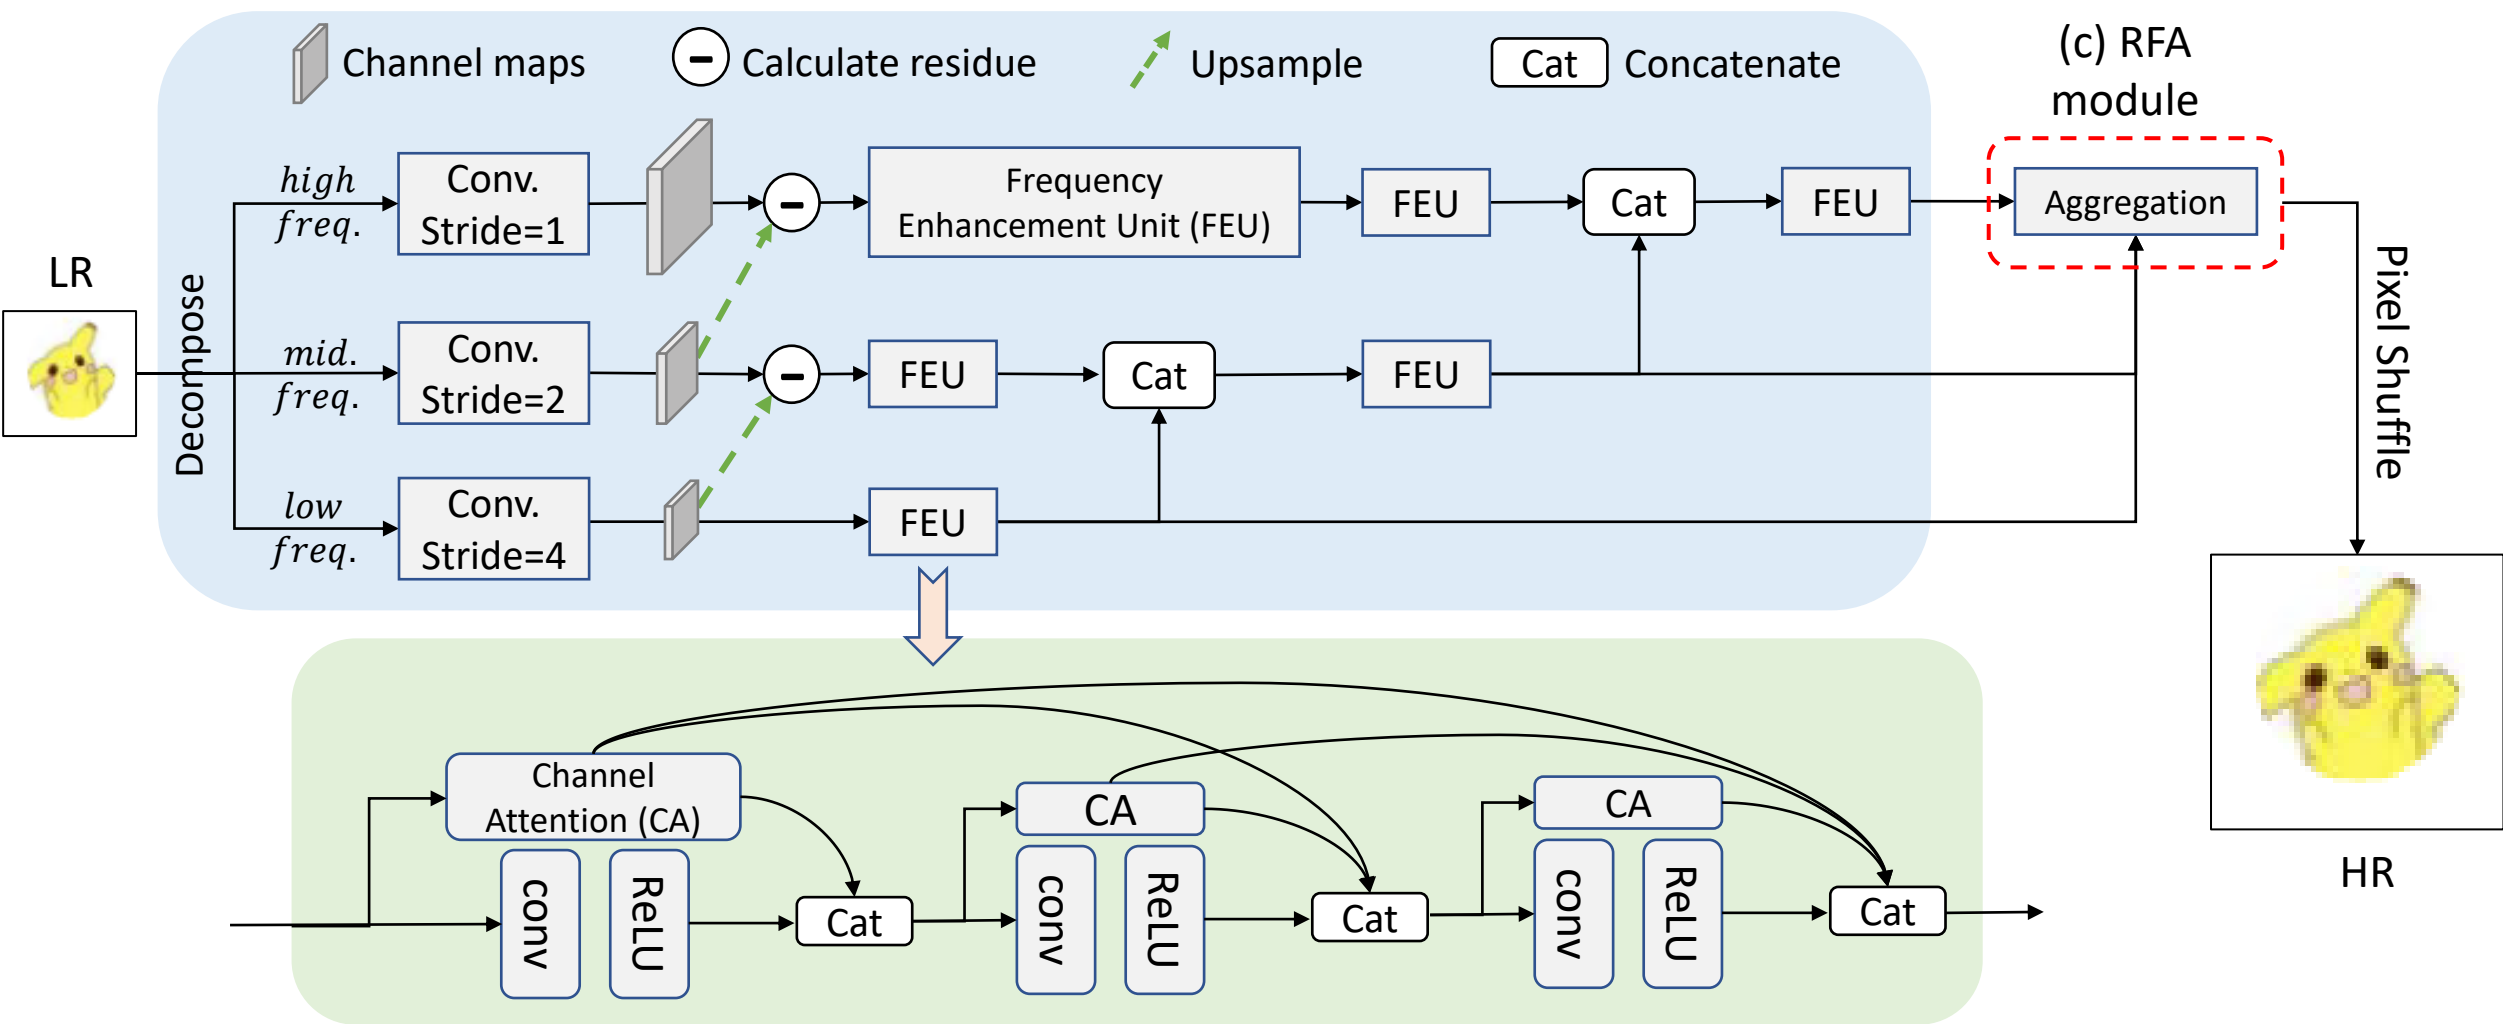 Channel maps
Calculate residue
Upsample
Cat
Concatenate
(c) RFA
module
LR
Decompose
high
freq.
Conv.
Stride=1
Frequency
Enhancement Unit (FEU)
FEU
Cat
FEU
Aggregation
mid.
freq.
Conv.
Stride=2
FEU
Cat
FEU
low
freq.
Conv.
Stride=4
FEU
Pixel Shuffle
HR
Channel
Attention (CA)
conv
ReLU
Cat
CA
conv
ReLU
Cat
CA
conv
ReLU
Cat